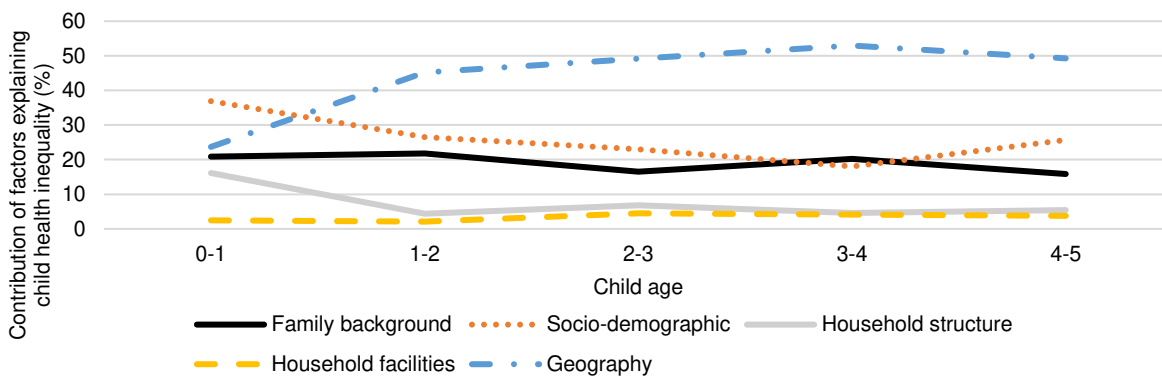 Contribution of factors explaining
child health inequality (%)
60
50
40
30
20
10
0
0-1
1-2
2-3
3-4
4-5
Child age
Family background
Socio-demographic
Household structure
Household facilities
Geography